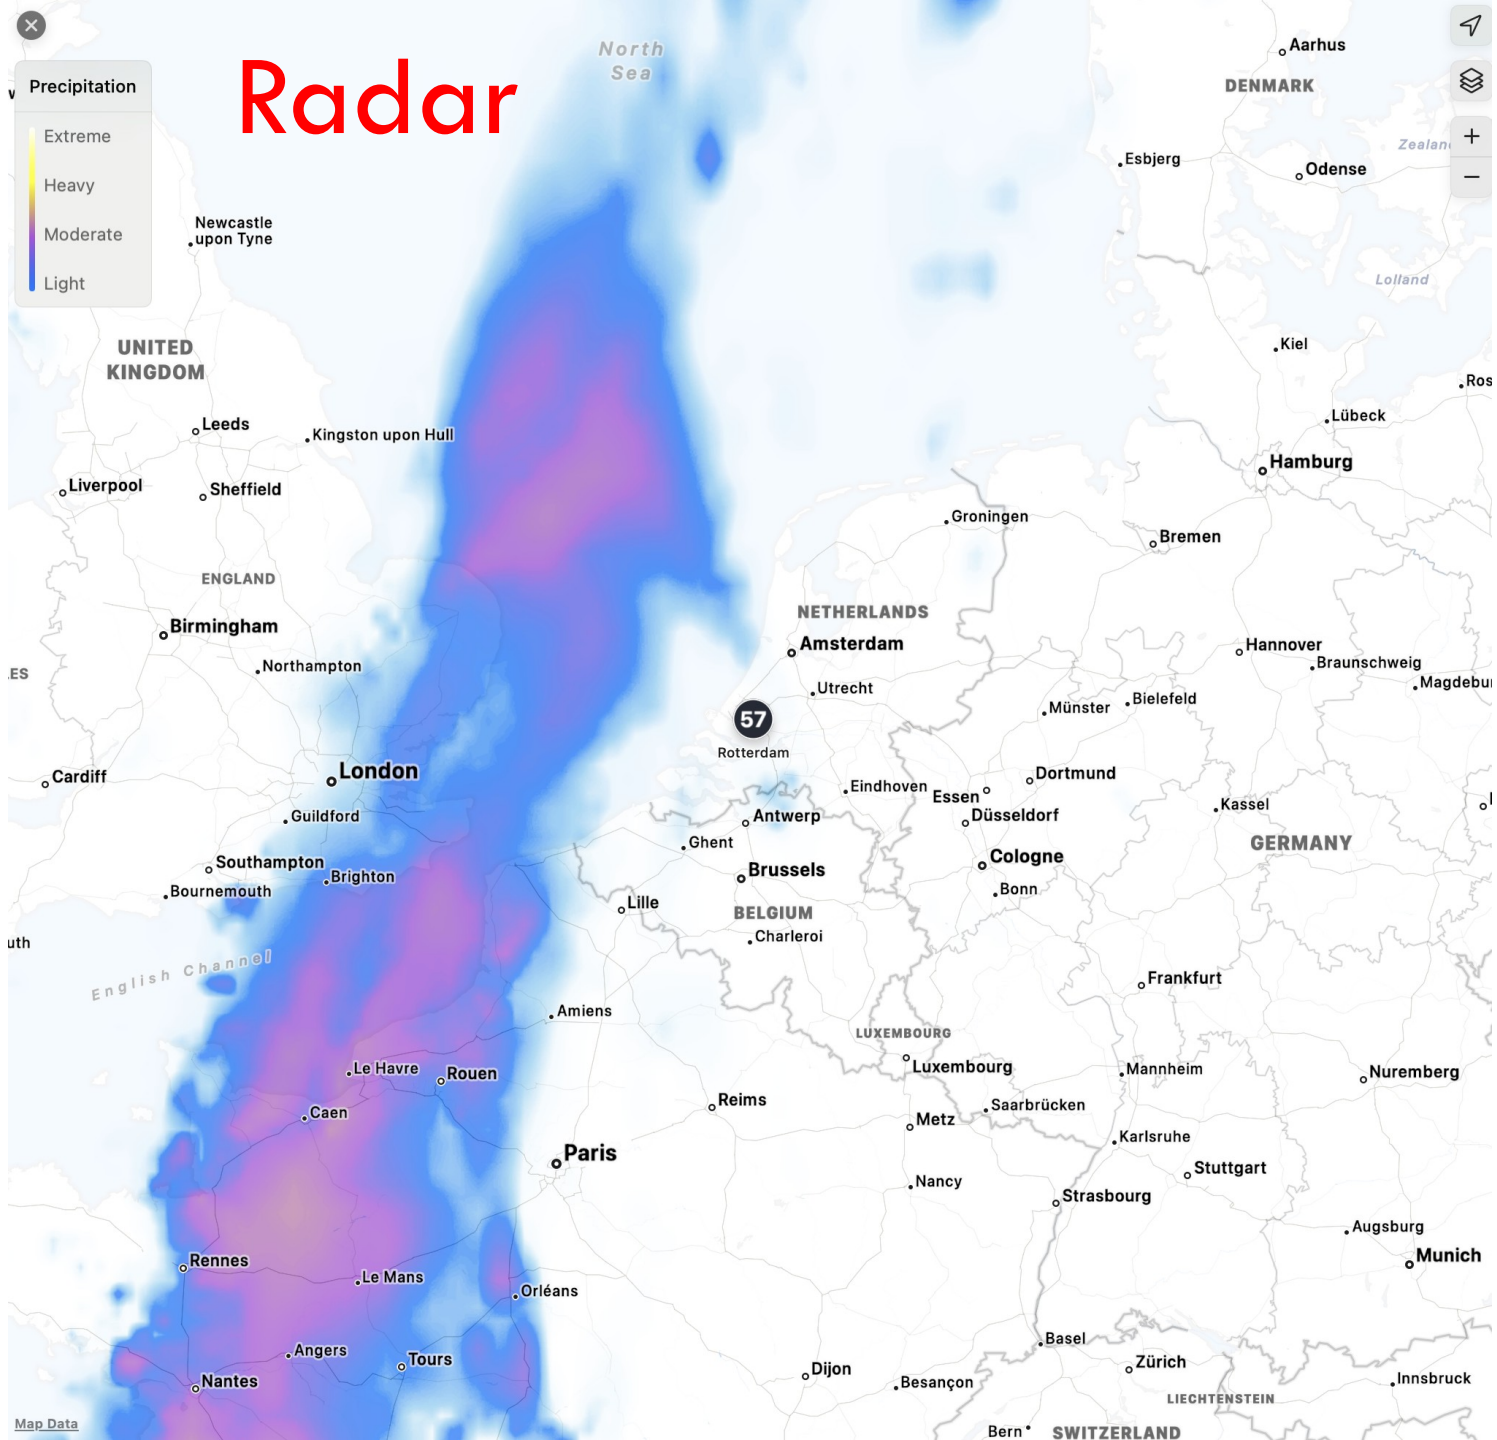 Radar
North
Sea
Precipitation
Extreme
Heavy
Moderate
Light
Aarhus
DENMARK
Esbjerg
Odense
Newcastle
upon Tyne
Lolland
UNITED
KINGDOM
Kiel
Lübeck
Leeds
Kingston upon Hull
Hamburg
Liverpool
Sheffield
Groningen
Bremen
ENGLAND
NETHERLANDS
Birmingham
Amsterdam
Hannover
Northampton
Braunschweig
ES
Utrecht
Magdebu
Münster
Bielefeld
57
Rotterdam
London
Cardiff
Dortmund
Eindhoven
Essen
Kassel
Guildford
Antwerp
Düsseldorf
GERMANY
Ghent
Cologne
Southampton
Brighton
Brussels
Bournemouth
Bonn
Lille
BELGIUM
Charleroi
uth
English Channel
Frankfurt
Amiens
LUXEMBOURG
Luxembourg
Le Havre
Rouen
Mannheim
Nuremberg
Reims
Saarbrücken
Caen
Metz
Karlsruhe
Paris
Stuttgart
Nancy
Strasbourg
Augsburg
Rennes
Munich
Le Mans
Orléans
Basel
Angers
Tours
Zürich
Dijon
Nantes
Besançon
Innsbruck
LIECHTENSTEIN
Map Data
Bern
SWITZERLAND